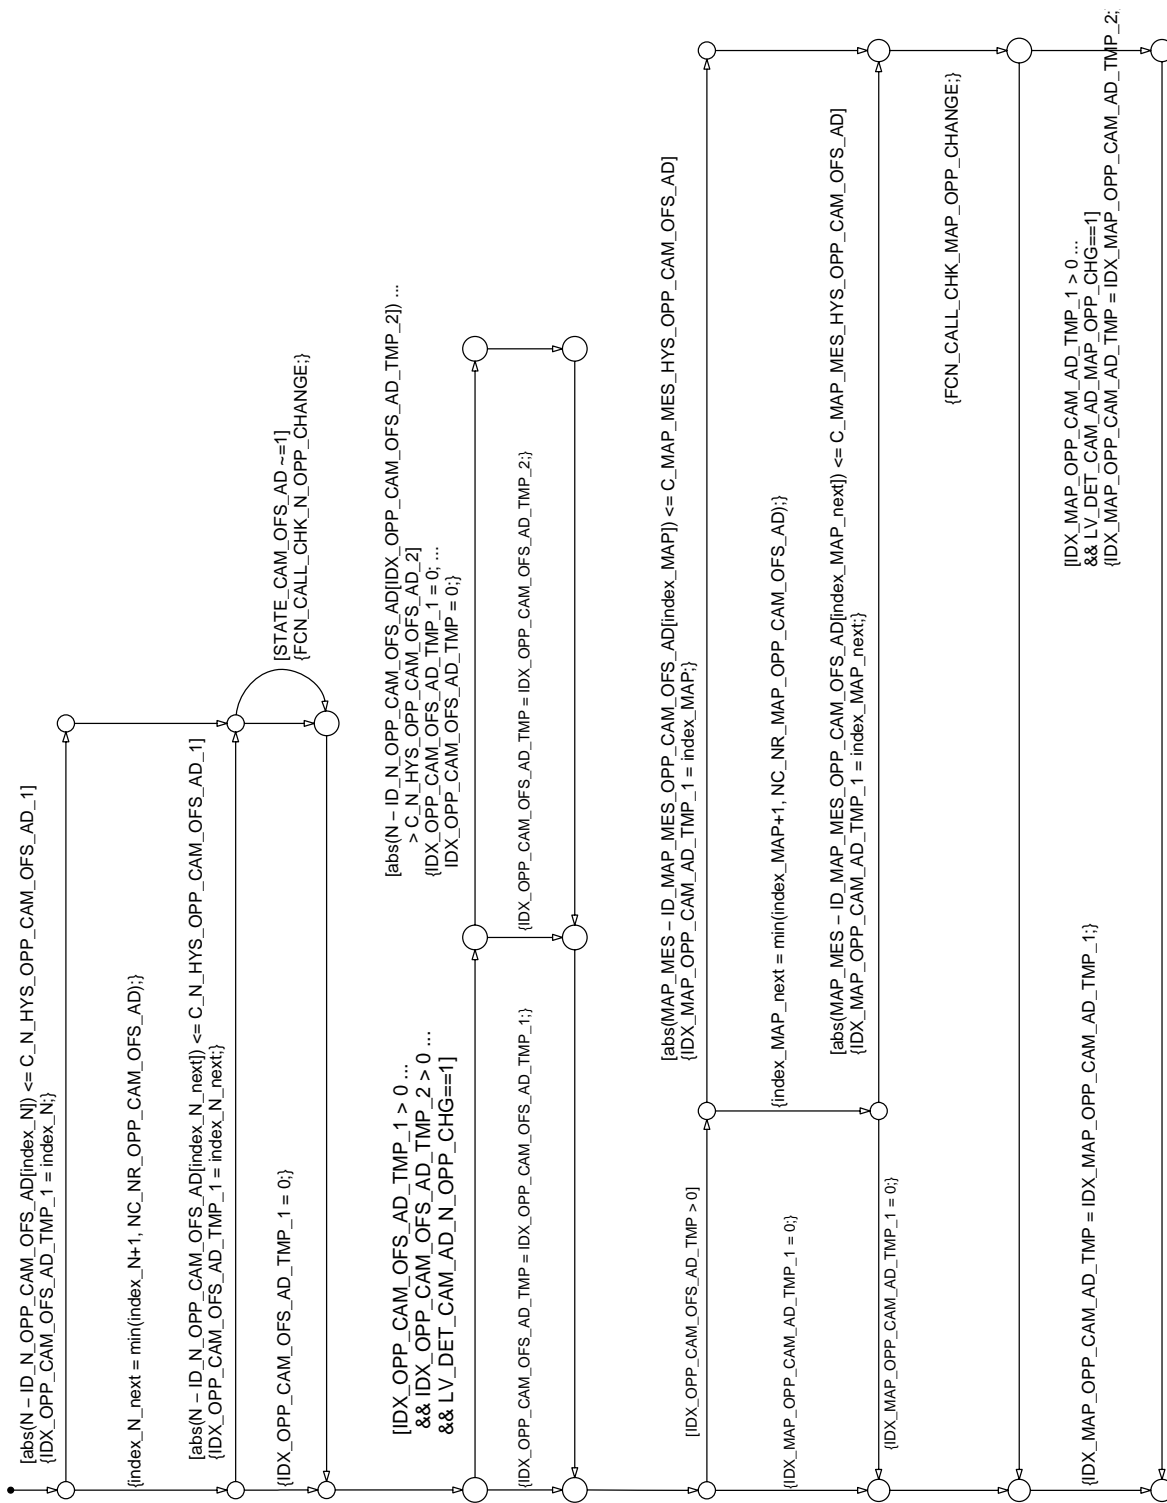 [abs(N − ID_N_OPP_CAM_OFS_AD[index_N]) <= C_N_HYS_OPP_CAM_OFS_AD_1]
{IDX_OPP_CAM_OFS_AD_TMP_1 = index_N;}
{index_N_next = min(index_N+1, NC_NR_OPP_CAM_OFS_AD);}
[abs(N − ID_N_OPP_CAM_OFS_AD[index_N_next]) <= C_N_HYS_OPP_CAM_OFS_AD_1]
{IDX_OPP_CAM_OFS_AD_TMP_1 = index_N_next;}
{IDX_OPP_CAM_OFS_AD_TMP_1 = 0;}
[STATE_CAM_OFS_AD ~=1]
{FCN_CALL_CHK_N_OPP_CHANGE;}
[IDX_OPP_CAM_OFS_AD_TMP_1 > 0 ...
&& IDX_OPP_CAM_OFS_AD_TMP_2 > 0 ...
&& LV_DET_CAM_AD_N_OPP_CHG==1]
[abs(N − ID_N_OPP_CAM_OFS_AD[IDX_OPP_CAM_OFS_AD_TMP_2]) ...
> C_N_HYS_OPP_CAM_OFS_AD_2]
{IDX_OPP_CAM_OFS_AD_TMP_1 = 0; ...
IDX_OPP_CAM_OFS_AD_TMP = 0;}
{IDX_OPP_CAM_OFS_AD_TMP = IDX_OPP_CAM_OFS_AD_TMP_1;}
{IDX_OPP_CAM_OFS_AD_TMP = IDX_OPP_CAM_OFS_AD_TMP_2;}
[abs(MAP_MES − ID_MAP_MES_OPP_CAM_OFS_AD[index_MAP]) <= C_MAP_MES_HYS_OPP_CAM_OFS_AD]
{IDX_MAP_OPP_CAM_AD_TMP_1 = index_MAP;}
[IDX_OPP_CAM_OFS_AD_TMP > 0]
{index_MAP_next = min(index_MAP+1, NC_NR_MAP_OPP_CAM_OFS_AD);}
{IDX_MAP_OPP_CAM_AD_TMP_1 = 0;}
[abs(MAP_MES − ID_MAP_MES_OPP_CAM_OFS_AD[index_MAP_next]) <= C_MAP_MES_HYS_OPP_CAM_OFS_AD]
{IDX_MAP_OPP_CAM_AD_TMP_1 = index_MAP_next;}
{IDX_MAP_OPP_CAM_AD_TMP_1 = 0;}
{FCN_CALL_CHK_MAP_OPP_CHANGE;}
[IDX_MAP_OPP_CAM_AD_TMP_1 > 0 ...
&& LV_DET_CAM_AD_MAP_OPP_CHG==1]
{IDX_MAP_OPP_CAM_AD_TMP = IDX_MAP_OPP_CAM_AD_TMP_2;
{IDX_MAP_OPP_CAM_AD_TMP = IDX_MAP_OPP_CAM_AD_TMP_1;}